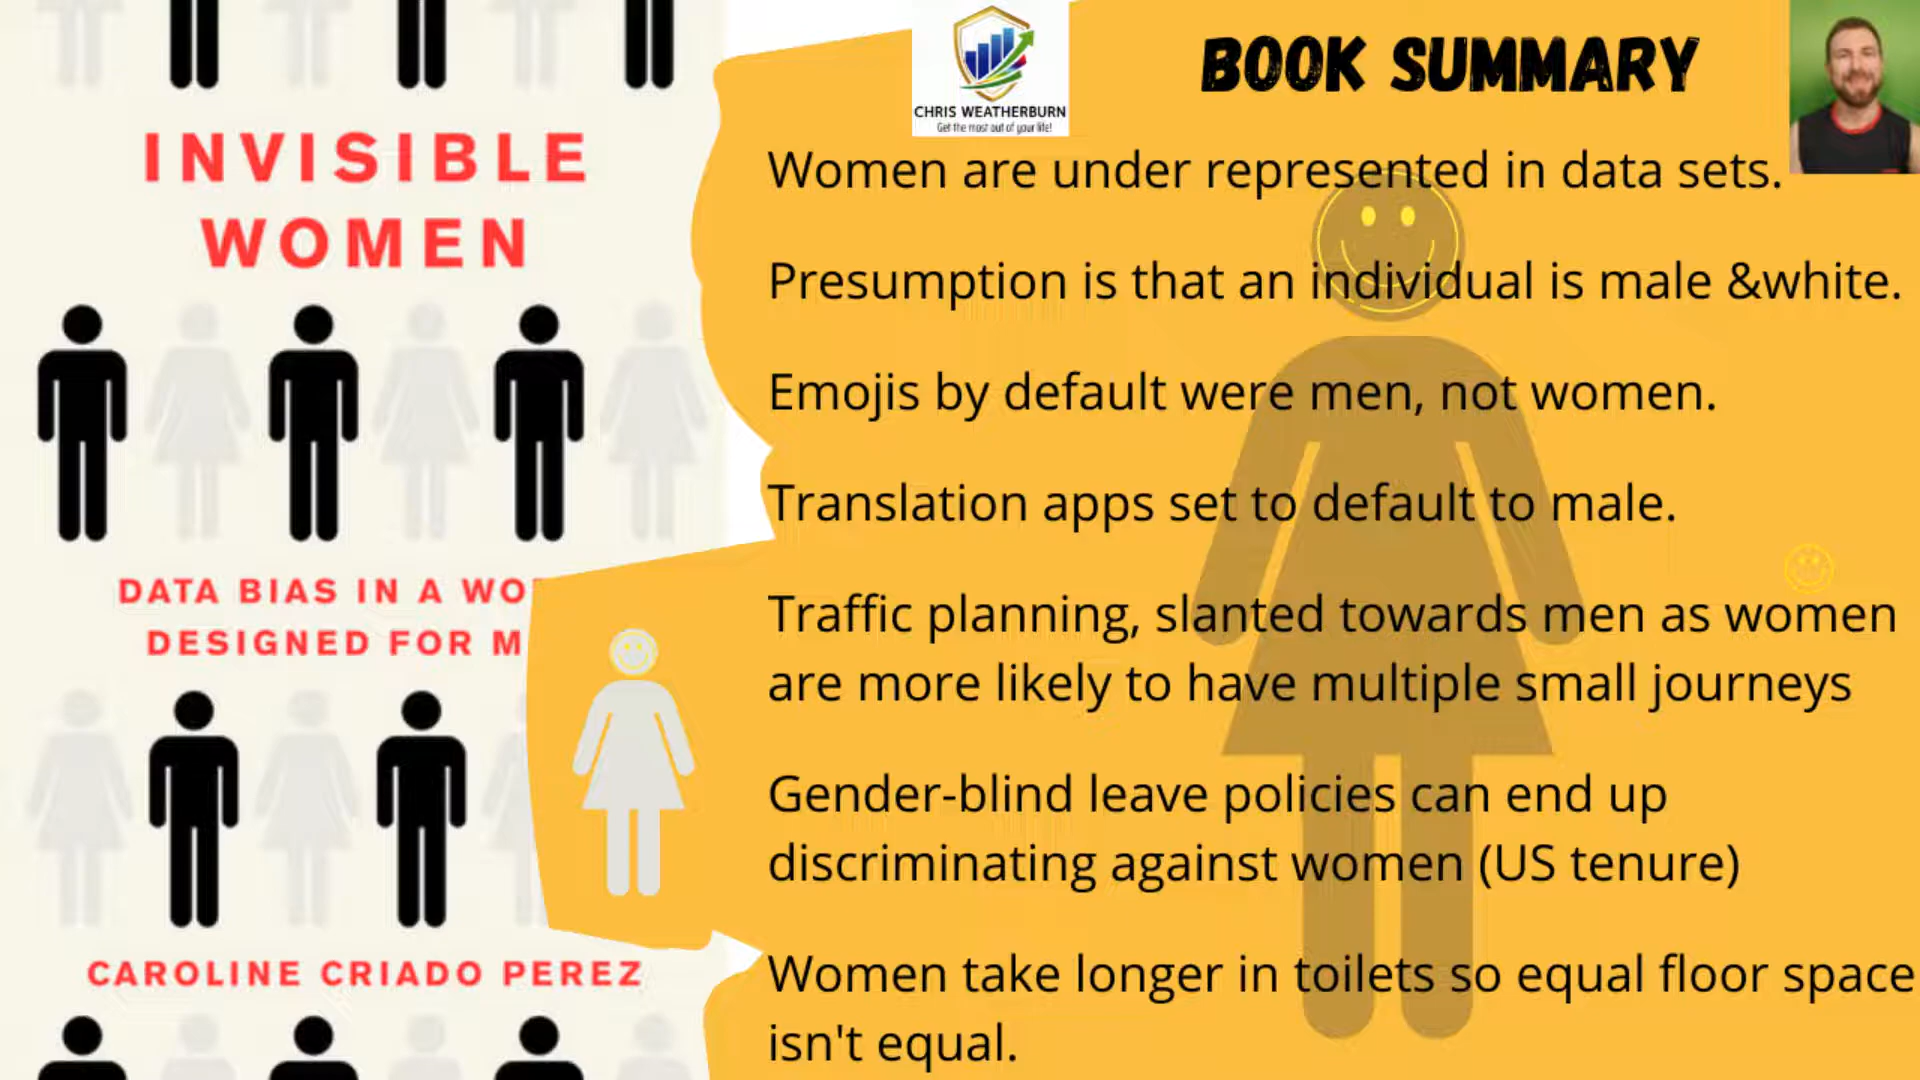 INVISIBLE
WOMEN
DATA BIAS IN A WO
DESIGNED FOR M
CAROLINE CRIADO PEREZ
CHRIS WEATHERBURN
Get the most out of your life!
BOOK SUMMARY
Women are under represented in data sets.
Presumption is that an individual is male &white.
Emojis by default were men, not women.
Translation apps set to default to male.
Traffic planning, slanted towards men as women
are more likely to have multiple small journeys
Gender-blind leave policies can end up
discriminating against women (US tenure)
Women take longer in toilets so equal floor space
isn't equal.